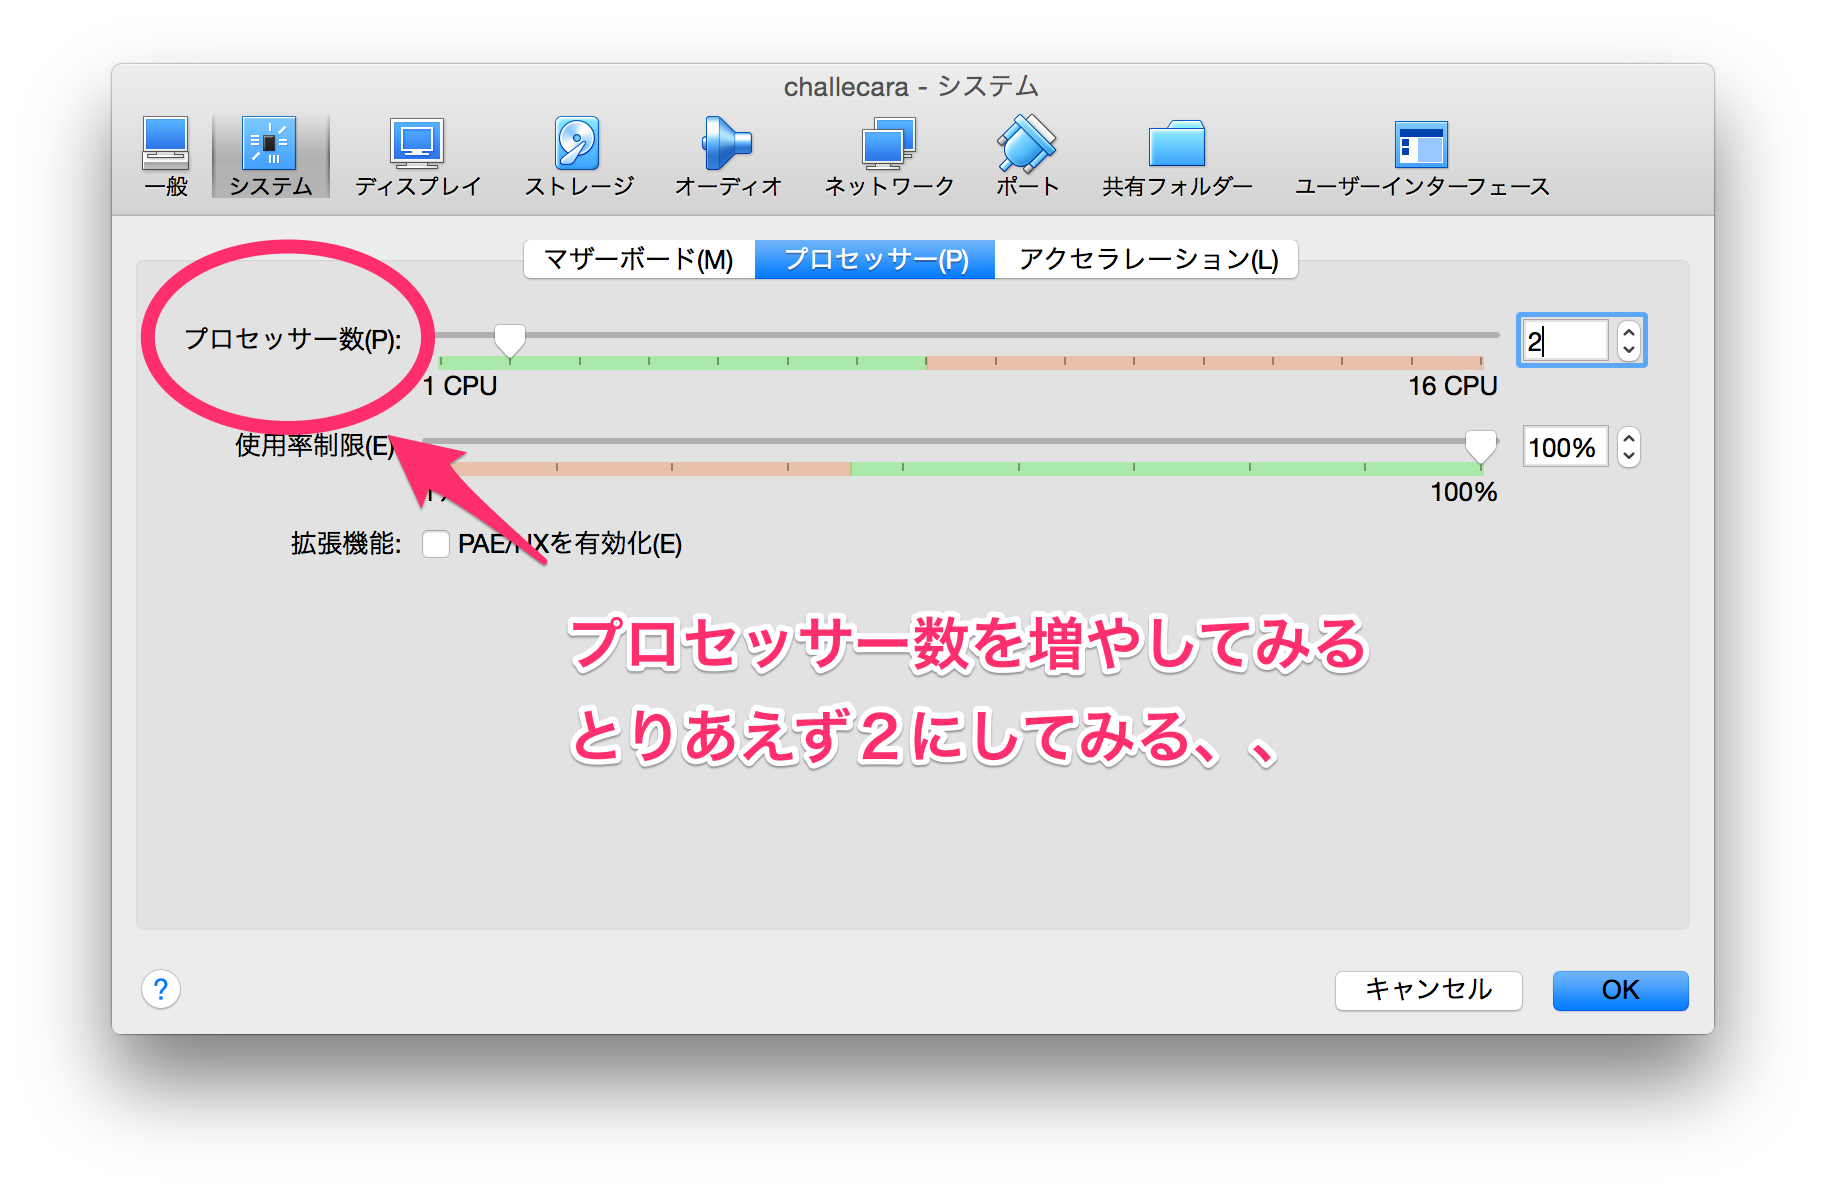 challecara - システム
一般
システム
ディスプレイ
ストレージ
オーディオ
ネットワーク
ポート
共有フォルダー
ユーザーインターフェース
マザーボード(M)
プロセッサー(P)
アクセラレーション(L)
プロセッサー数(P):
2
1 CPU
16 CPU
使用率制限(E)
100%
100%
拡張機能:
PAE/NXを有効化(E)
プロセッサー数を増やしてみる
とりあえず２にしてみる、、
?
キャンセル
OK